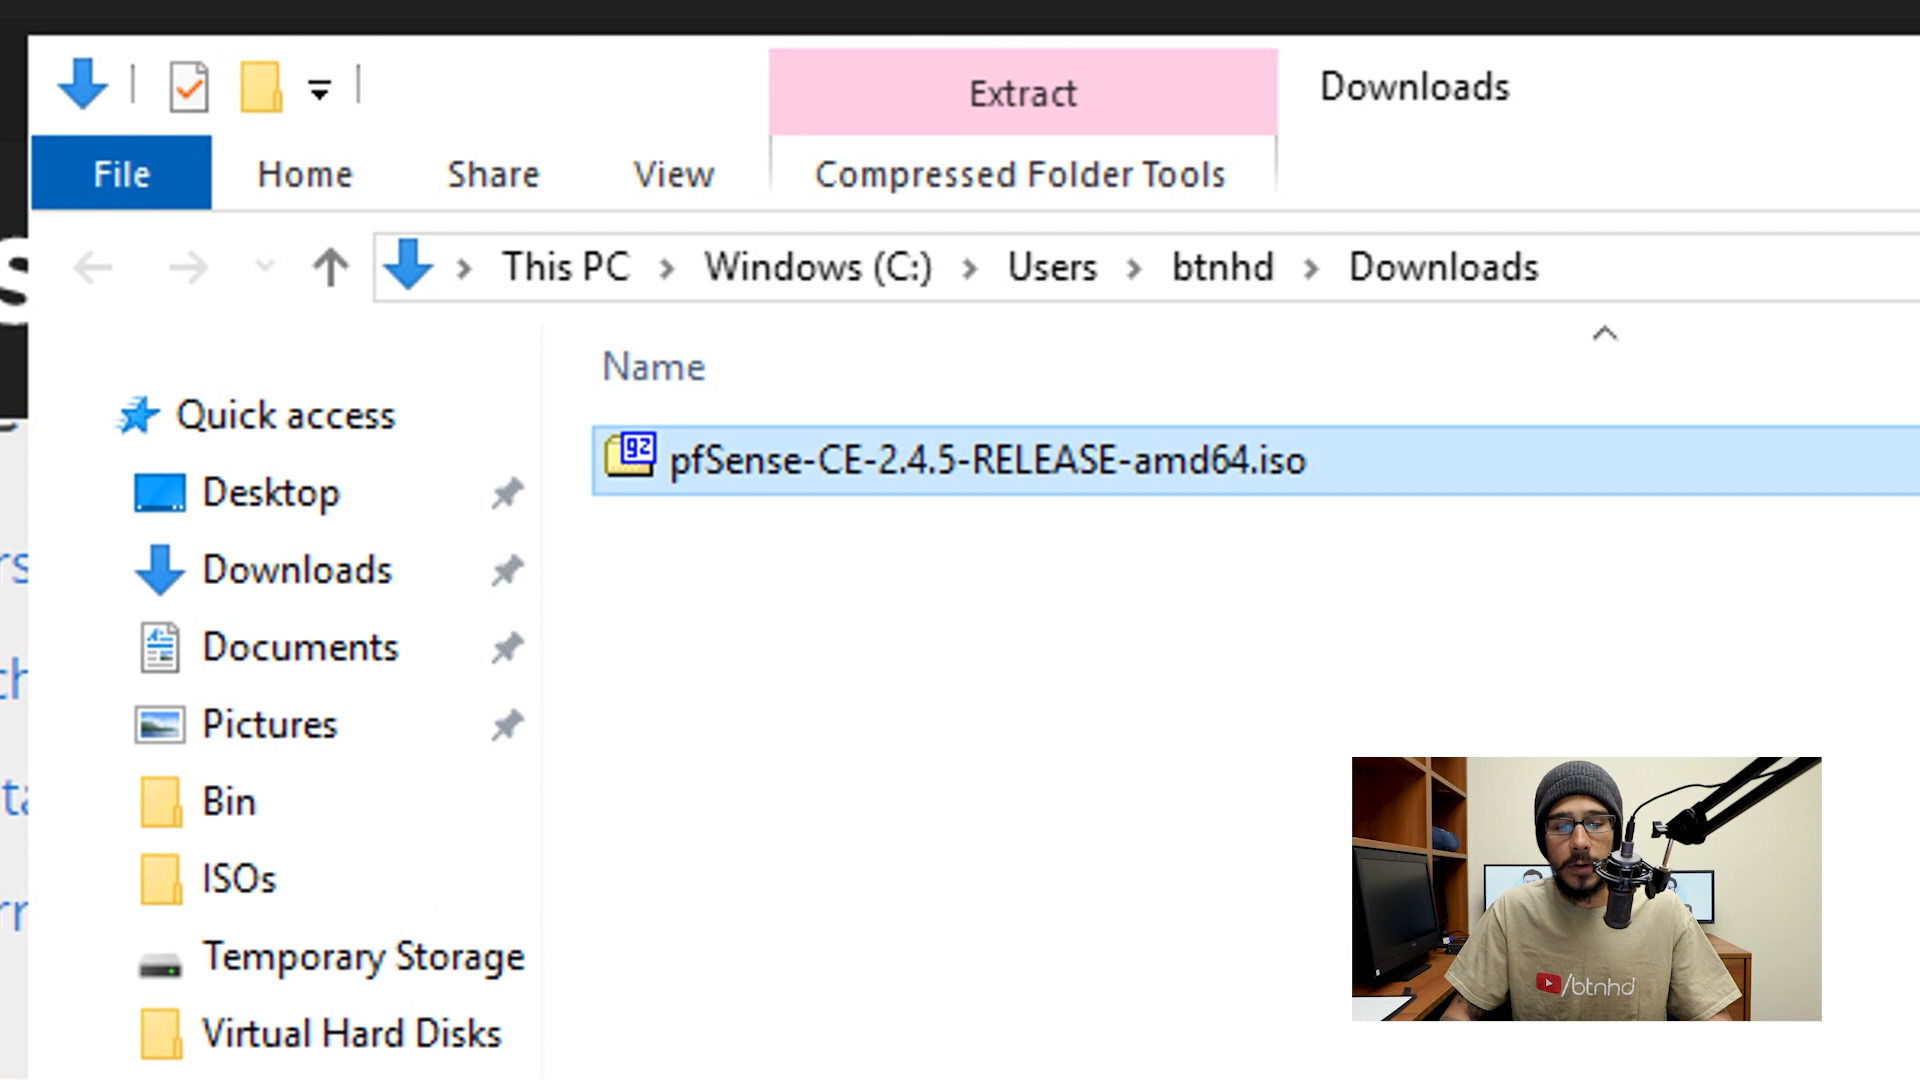 Extract
Downloads
File
Home
Share
View
Compressed Folder Tools
This PC
Windows (C:)
Users
btnhd
Downloads
Name
Quick access
pfSense-CE-2.4.5-RELEASE-amd64.iso
Desktop
Downloads
Documents
Pictures
Bin
ISOs
Temporary Storage
Virtual Hard Disks
/btnhd